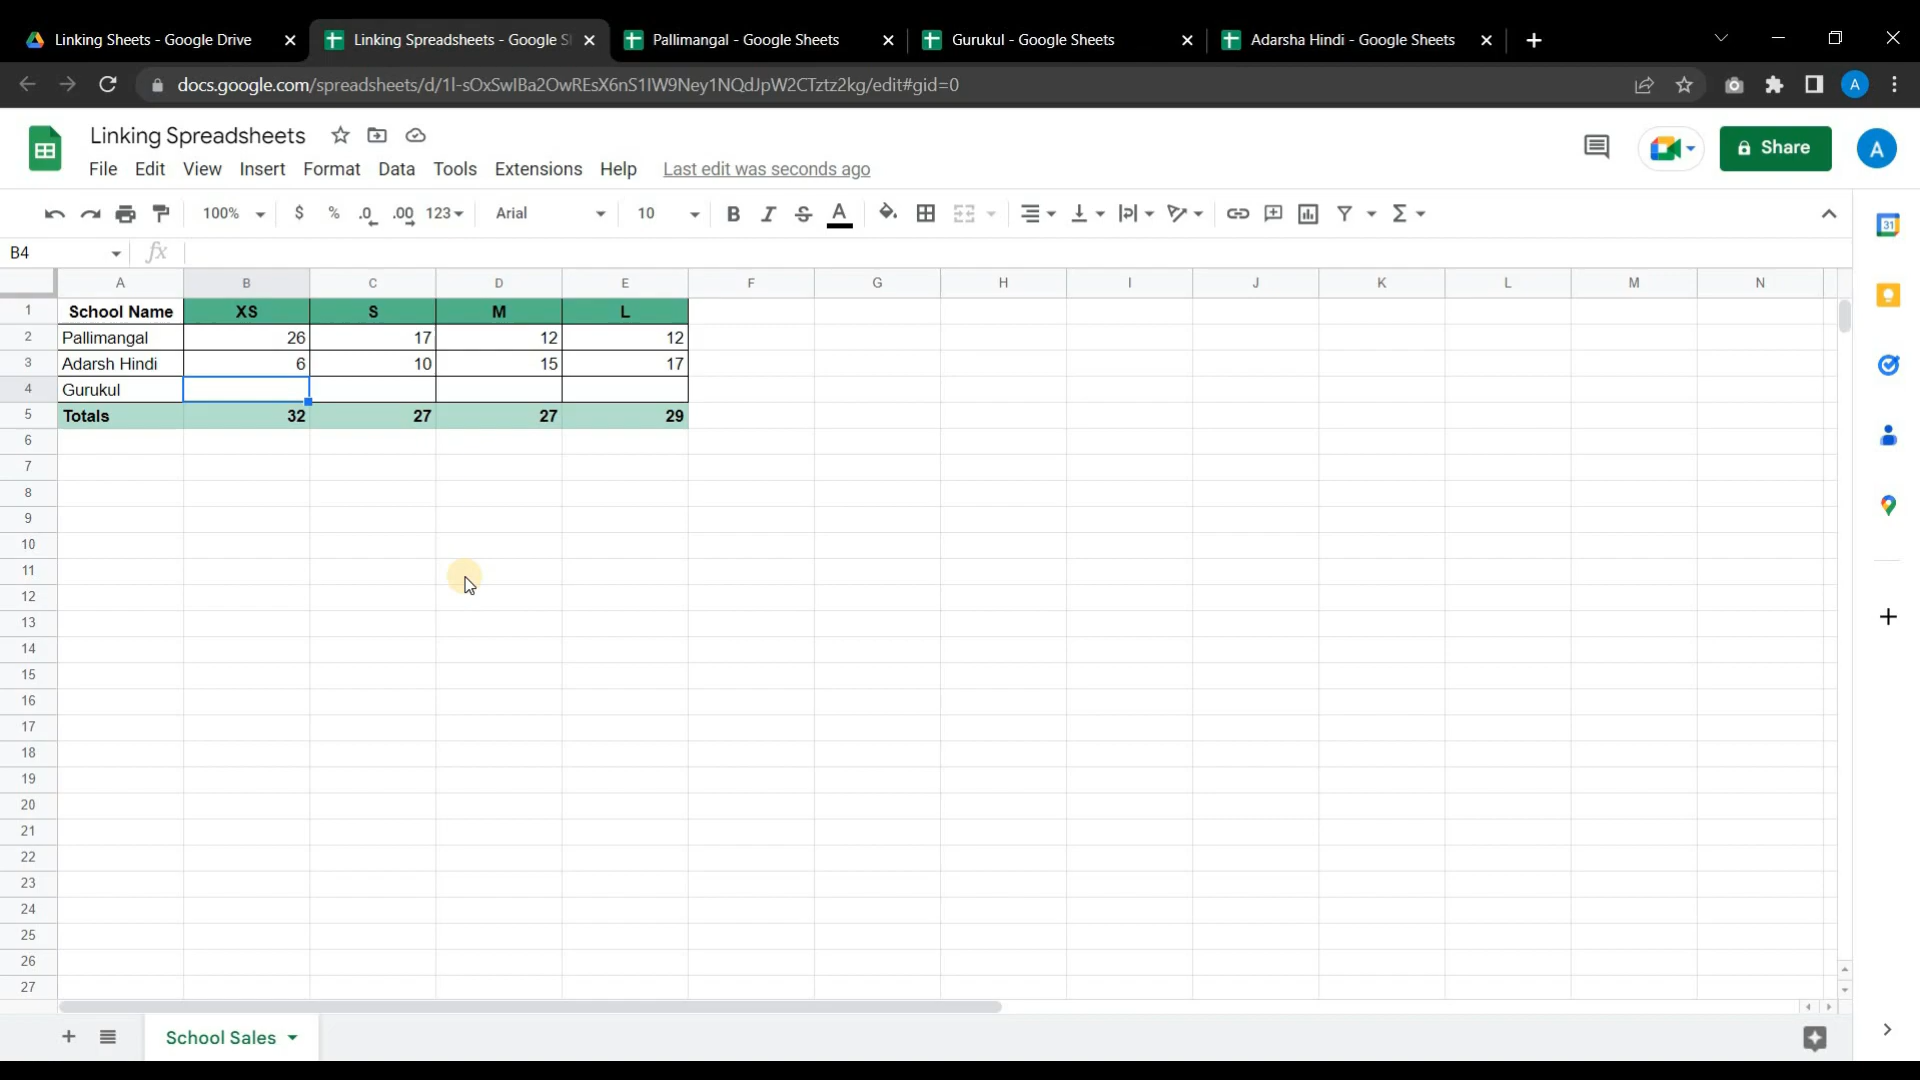 Linking Sheets - Google Drive
Linking Spreadsheets - Google S
Pallimangal - Google Sheets
Gurukul - Google Sheets
Adarsha Hindi - Google Sheets
docs.google.com/spreadsheets/d/1l-sOxSwIBa2OwREsX6nS1IW9Ney1NQdJpW2CTztz2kg/edit#gid=0
A
Linking Spreadsheets
Share
A
File Edit View Insert Format Data Tools Extensions Help Last edit was seconds ago
100% $ % .0 .00 123 Arial 10 B I S A
31
B4 fx
A B C D E F G H I J K L M N
1 School Name XS S M L
2 Pallimangal 26 17 12 12
3 Adarsh Hindi 6 10 15 17
4 Gurukul
5 Totals 32 27 27 29
6
7
8
9
10
11
12
13
14
15
16
17
18
19
20
21
22
23
24
25
26
27
School Sales